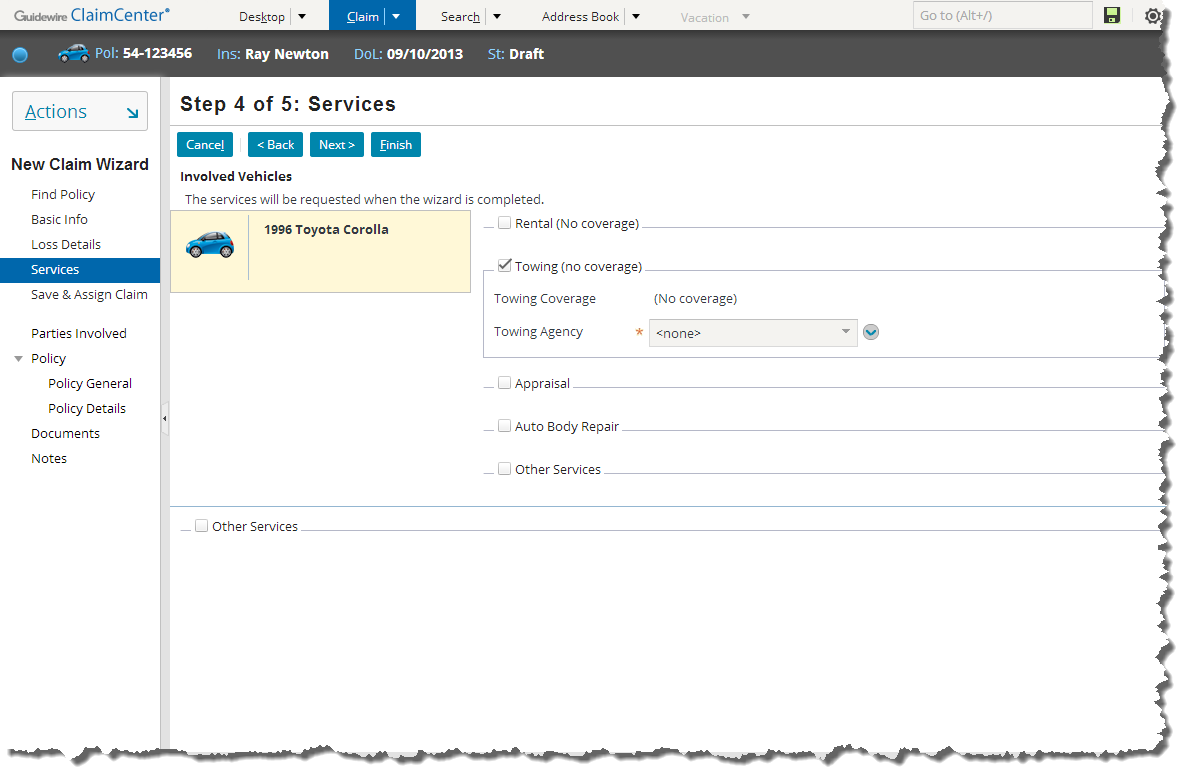 Guidewire ClaimCenter® Desktop Claim Search Address Book Vacation Go to (Alt+/)
Pol: 54-123456 Ins: Ray Newton DoL: 09/10/2013 St: Draft
Actions
New Claim Wizard
Find Policy
Basic Info
Loss Details
Services
Save & Assign Claim
Parties Involved
Policy
Policy General
Policy Details
Documents
Notes
Step 4 of 5: Services
Cancel < Back Next > Finish
Involved Vehicles
The services will be requested when the wizard is completed.
1996 Toyota Corolla
Rental (No coverage)
Towing (no coverage)
Towing Coverage (No coverage)
Towing Agency * <none>
Appraisal
Auto Body Repair
Other Services
Other Services